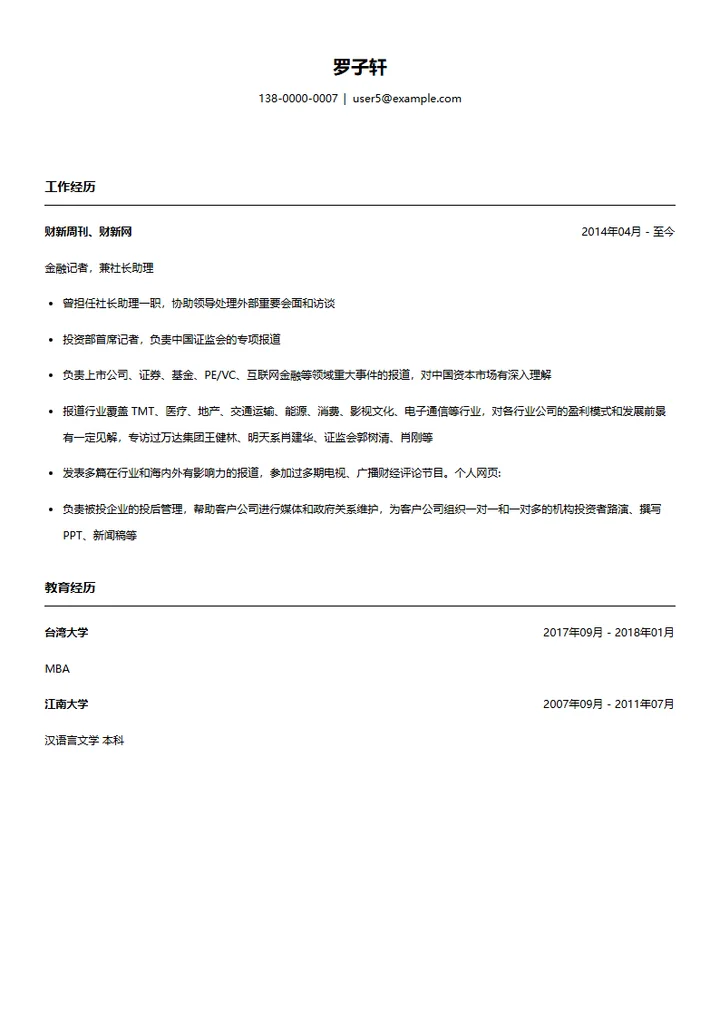 罗子轩
138-0000-0007 | user5@example.com
工作经历
财新周刊、财新网 2014年04月 - 至今
金融记者，兼社长助理
• 曾担任社长助理一职，协助领导处理外部重要会面和访谈
• 投资部首席记者，负责中国证监会的专项报道
• 负责上市公司、证券、基金、PE/VC、互联网金融等领域重大事件的报道，对中国资本市场有深入理解
• 报道行业覆盖 TMT、医疗、地产、交通运输、能源、消费、影视文化、电子通信等行业，对各行业公司的盈利模式和发展前景
有一定见解，专访过万达集团王健林、明天系肖建华、证监会郭树清、肖刚等
• 发表多篇在行业和海内外有影响力的报道，参加过多期电视、广播财经评论节目。个人网页:
• 负责被投企业的投后管理，帮助客户公司进行媒体和政府关系维护，为客户公司组织一对一和一对多的机构投资者路演、撰写
PPT、新闻稿等
教育经历
台湾大学 2017年09月 - 2018年01月
MBA
江南大学 2007年09月 - 2011年07月
汉语言文学 本科